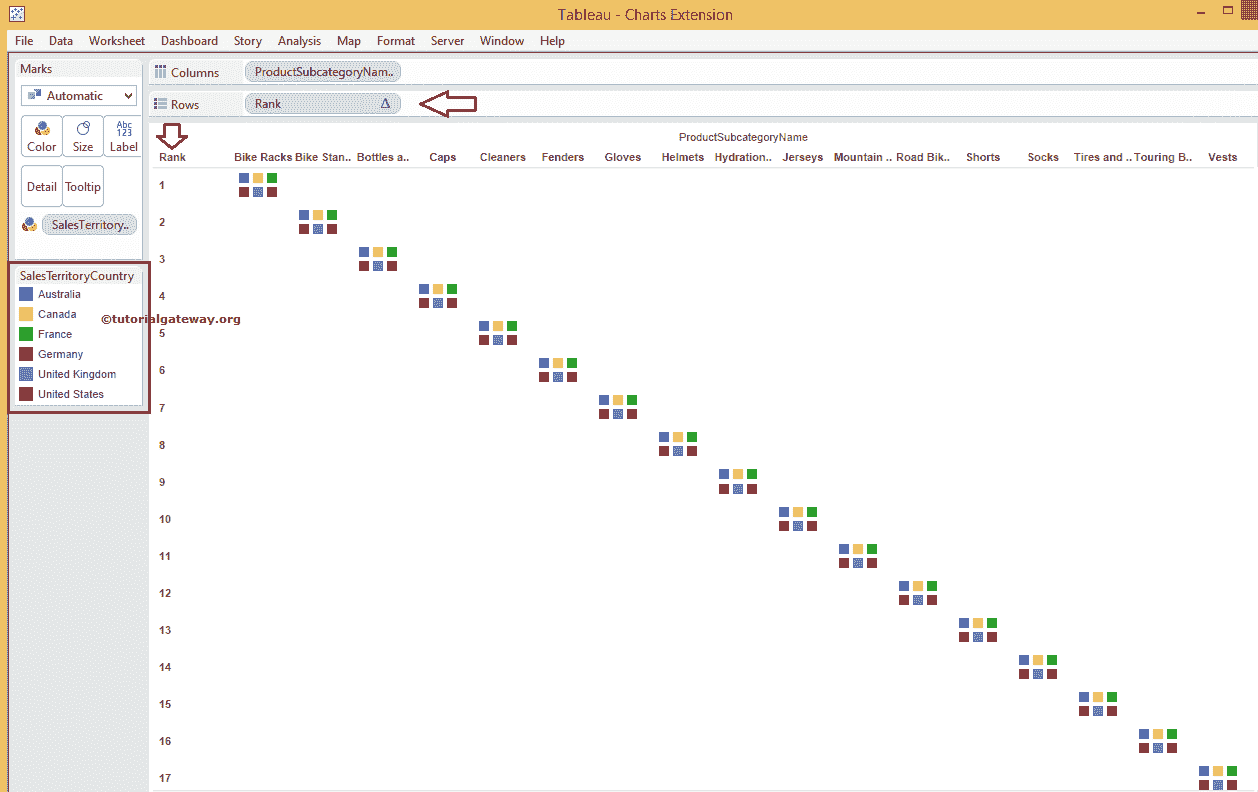 Tableau - Charts Extension
File Data Worksheet Dashboard Story Analysis Map Format Server Window Help
Marks
Automatic
Color Size Abc 123 Label
Detail Tooltip
SalesTerritory..
SalesTerritoryCountry
Australia
Canada
France
Germany
United Kingdom
United States
©tutorialgateway.org
Columns ProductSubcategoryNam..
Rows Rank Δ
ProductSubcategoryName
Rank Bike Racks Bike Stan.. Bottles a.. Caps Cleaners Fenders Gloves Helmets Hydration.. Jerseys Mountain .. Road Bik.. Shorts Socks Tires and .. Touring B.. Vests
1
2
3
4
5
6
7
8
9
10
11
12
13
14
15
16
17